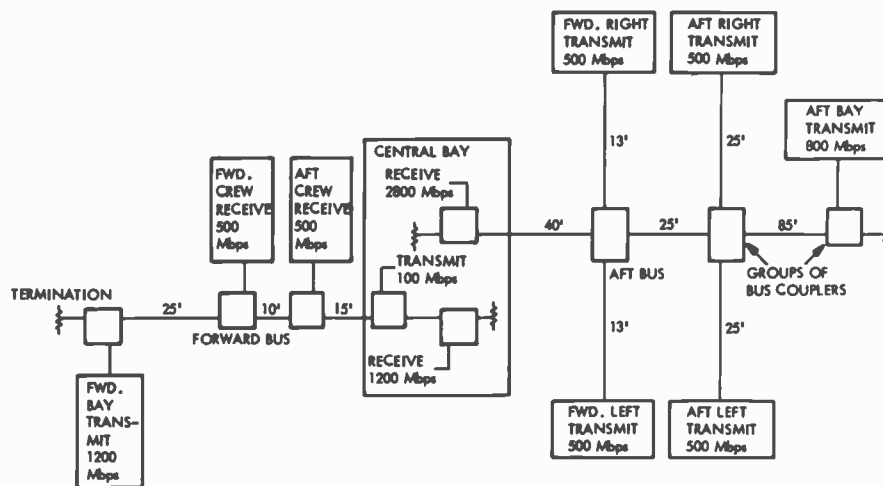 FWD. RIGHT
TRANSMIT
500 Mbps
AFT RIGHT
TRANSMIT
500 Mbps
AFT BAY
TRANSMIT
800 Mbps
13'
25'
CENTRAL BAY
RECEIVE
2800 Mbps
FWD.
CREW
RECEIVE
500
Mbps
AFT
CREW
RECEIVE
500
Mbps
40'
25'
85'
TRANSMIT
100 Mbps
AFT BUS
GROUPS OF
BUS COUPLERS
TERMINATION
25'
10'
15'
FORWARD BUS
RECEIVE
1200 Mbps
13'
25'
FWD.
BAY
TRANS-
MIT
1200
Mbps
FWD. LEFT
TRANSMIT
500 Mbps
AFT LEFT
TRANSMIT
500 Mbps